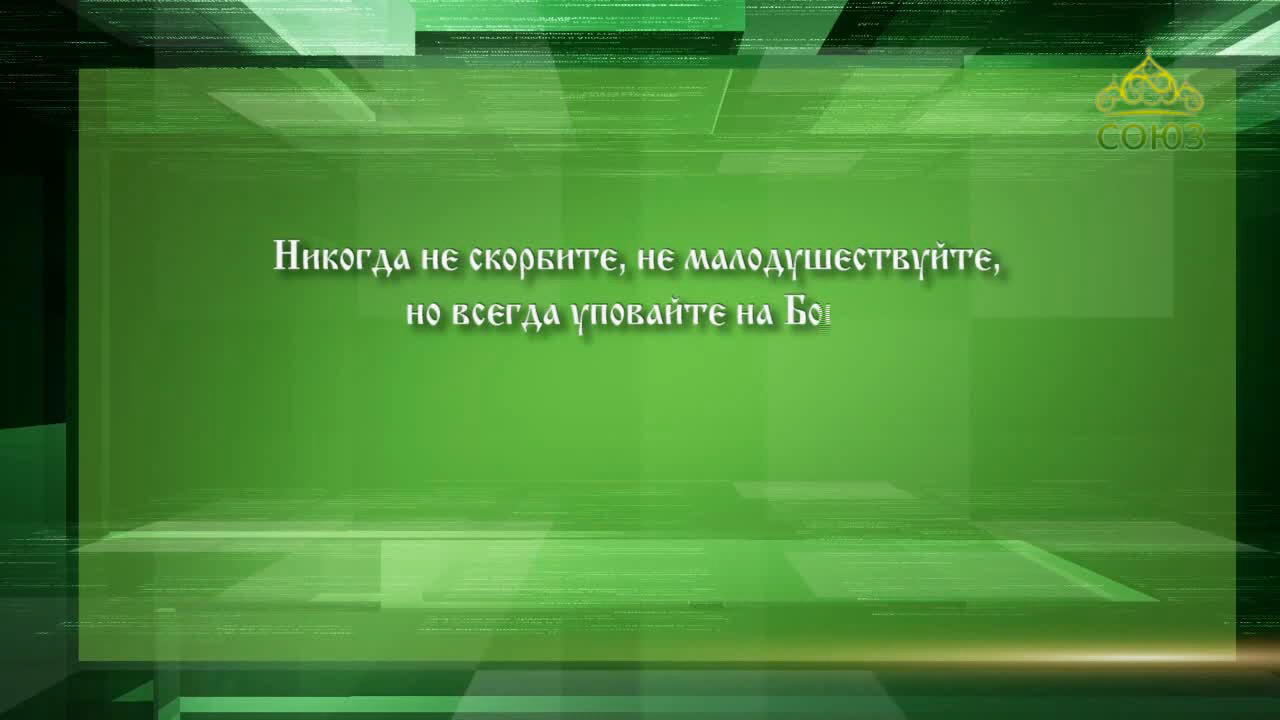 СОЮЗ
Никогда не скорбите, не малодушествуйте,
но всегда уповайте на